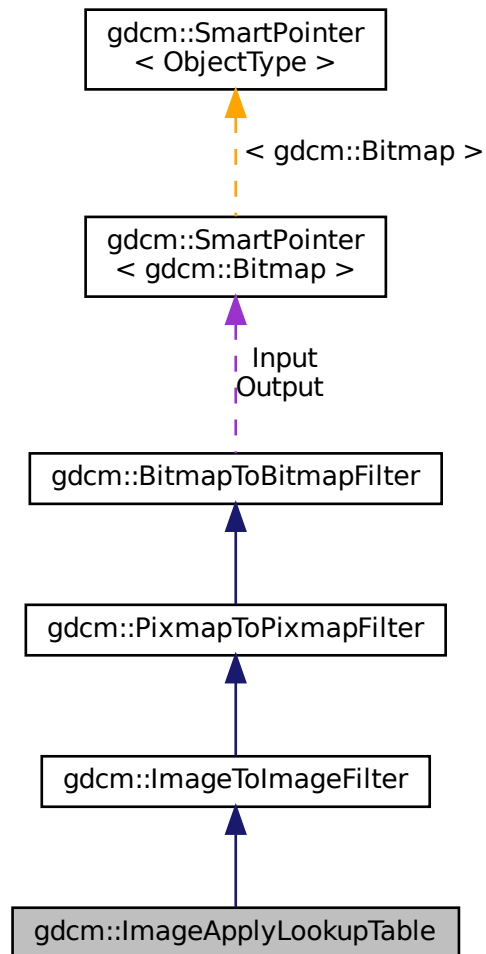 gdcm::SmartPointer
< ObjectType >
< gdcm::Bitmap >
gdcm::SmartPointer
< gdcm::Bitmap >
Input
Output
gdcm::BitmapToBitmapFilter
gdcm::PixmapToPixmapFilter
gdcm::ImageToImageFilter
gdcm::ImageApplyLookupTable